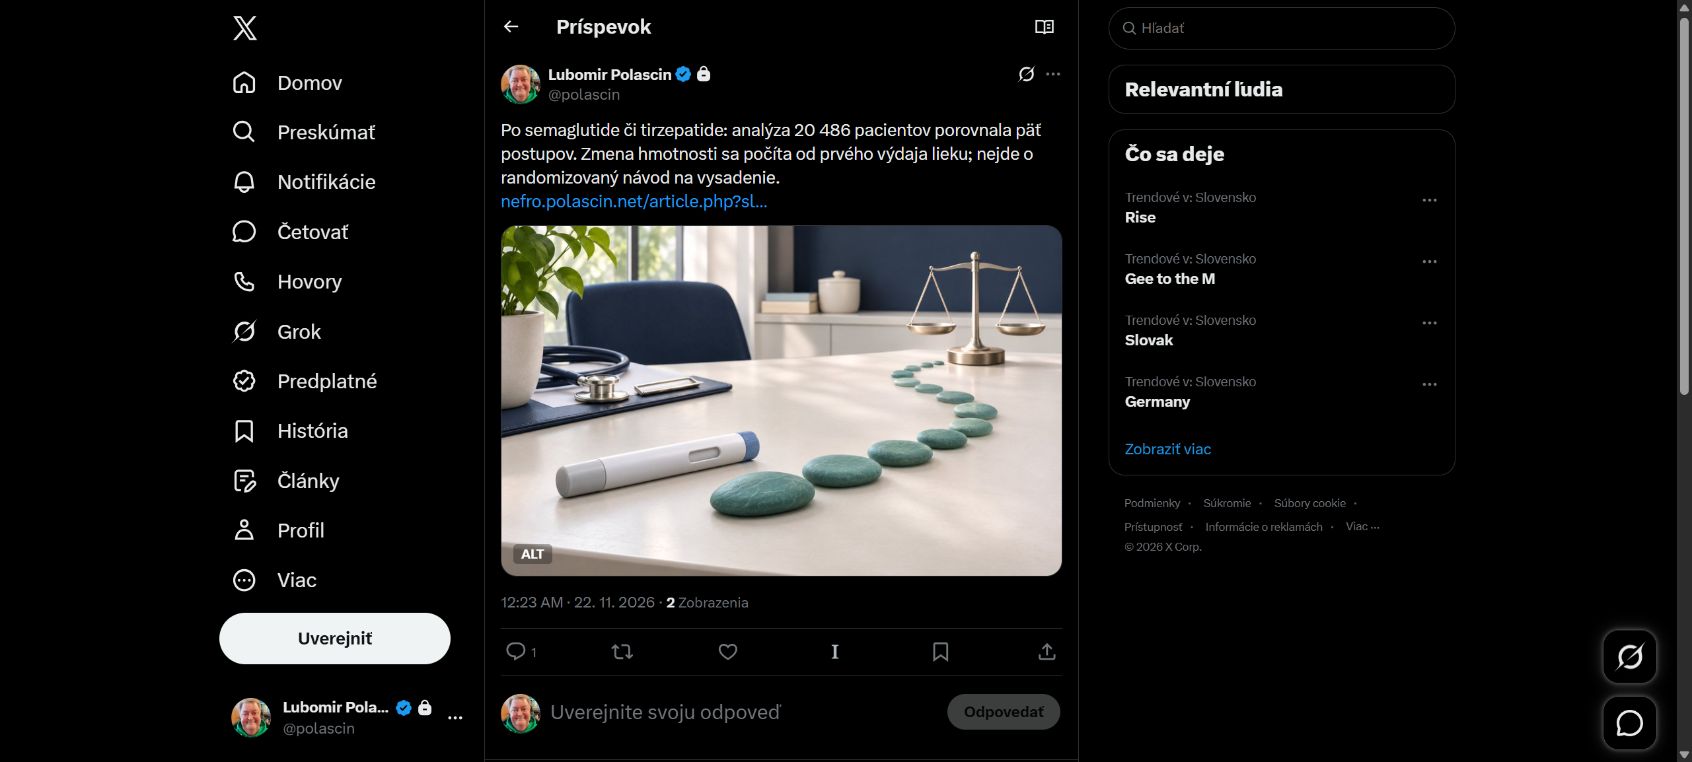 Domov
Preskúmať
Notifikácie
Četovať
Hovory
Grok
Predplatné
História
Články
Profil
Viac
Uverejniť
Lubomir Pola...
@polascin
Príspevok
Lubomir Polascin
@polascin
Po semaglutide či tirzepatide: analýza 20 486 pacientov porovnala päť
postupov. Zmena hmotnosti sa počíta od prvého výdaja lieku; nejde o
randomizovaný návod na vysadenie.
nefro.polascin.net/article.php?sl...
ALT
12:23 AM · 22. 11. 2026 · 2 Zobrazenia
1
Uverejnite svoju odpoveď
Odpovedať
Hľadať
Relevantní ľudia
Čo sa deje
Trendové v: Slovensko
Rise
Trendové v: Slovensko
Gee to the M
Trendové v: Slovensko
Slovak
Trendové v: Slovensko
Germany
Zobraziť viac
Podmienky · Súkromie · Súbory cookie ·
Prístupnosť · Informácie o reklamách · Viac ···
© 2026 X Corp.